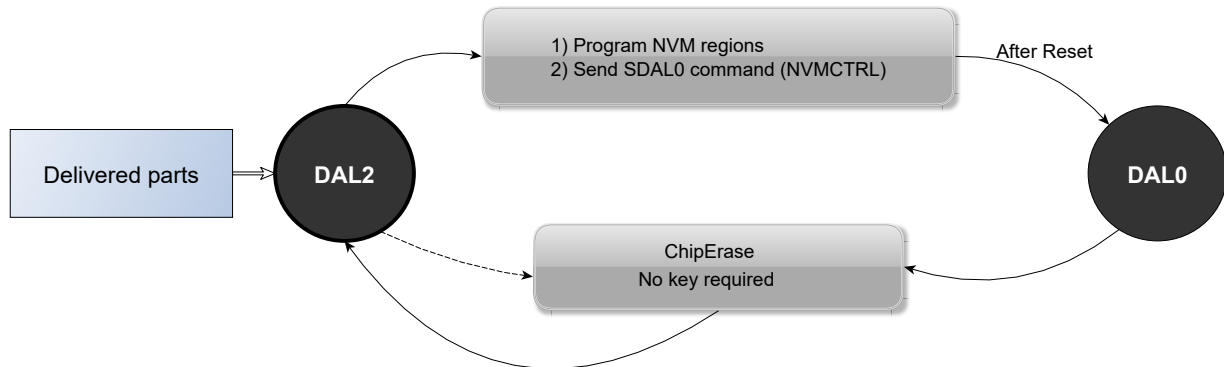 1) Program NVM regions
2) Send SDAL0 command (NVMCTRL)
After Reset
Delivered parts
DAL2
DAL0
ChipErase
No key required